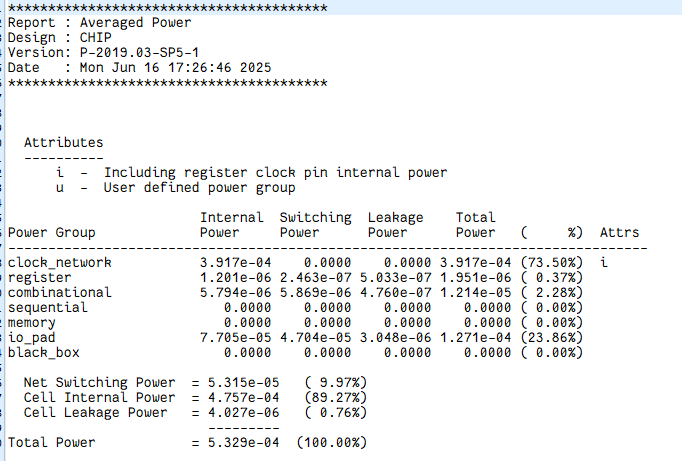 ****************************************
Report : Averaged Power
Design : CHIP
Version: P-2019.03-SP5-1
Date   : Mon Jun 16 17:26:46 2025
****************************************
  Attributes
  ----------
      i  -  Including register clock pin internal power
      u  -  User defined power group
                        Internal  Switching  Leakage    Total
Power Group             Power     Power      Power      Power   (     %)  Attrs
--------------------------------------------------------------------------------
clock_network           3.917e-04    0.0000    0.0000 3.917e-04 (73.50%)  i
register                1.201e-06 2.463e-07 5.033e-07 1.951e-06 ( 0.37%)
combinational           5.794e-06 5.869e-06 4.760e-07 1.214e-05 ( 2.28%)
sequential                 0.0000    0.0000    0.0000    0.0000 ( 0.00%)
memory                     0.0000    0.0000    0.0000    0.0000 ( 0.00%)
io_pad                  7.705e-05 4.704e-05 3.048e-06 1.271e-04 (23.86%)
black_box                  0.0000    0.0000    0.0000    0.0000 ( 0.00%)
  Net Switching Power  = 5.315e-05   ( 9.97%)
  Cell Internal Power  = 4.757e-04   (89.27%)
  Cell Leakage Power   = 4.027e-06   ( 0.76%)
                         ---------
Total Power            = 5.329e-04  (100.00%)